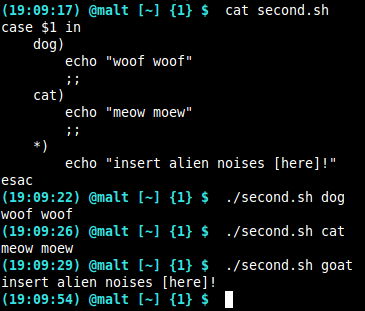 (19:09:17) @malt [~] {1} $  cat second.sh
case $1 in
    dog)
        echo "woof woof"
        ;;
    cat)
        echo "meow moew"
        ;;
    *)
        echo "insert alien noises [here]!"
esac
(19:09:22) @malt [~] {1} $  ./second.sh dog
woof woof
(19:09:26) @malt [~] {1} $  ./second.sh cat
meow moew
(19:09:29) @malt [~] {1} $  ./second.sh goat
insert alien noises [here]!
(19:09:54) @malt [~] {1} $